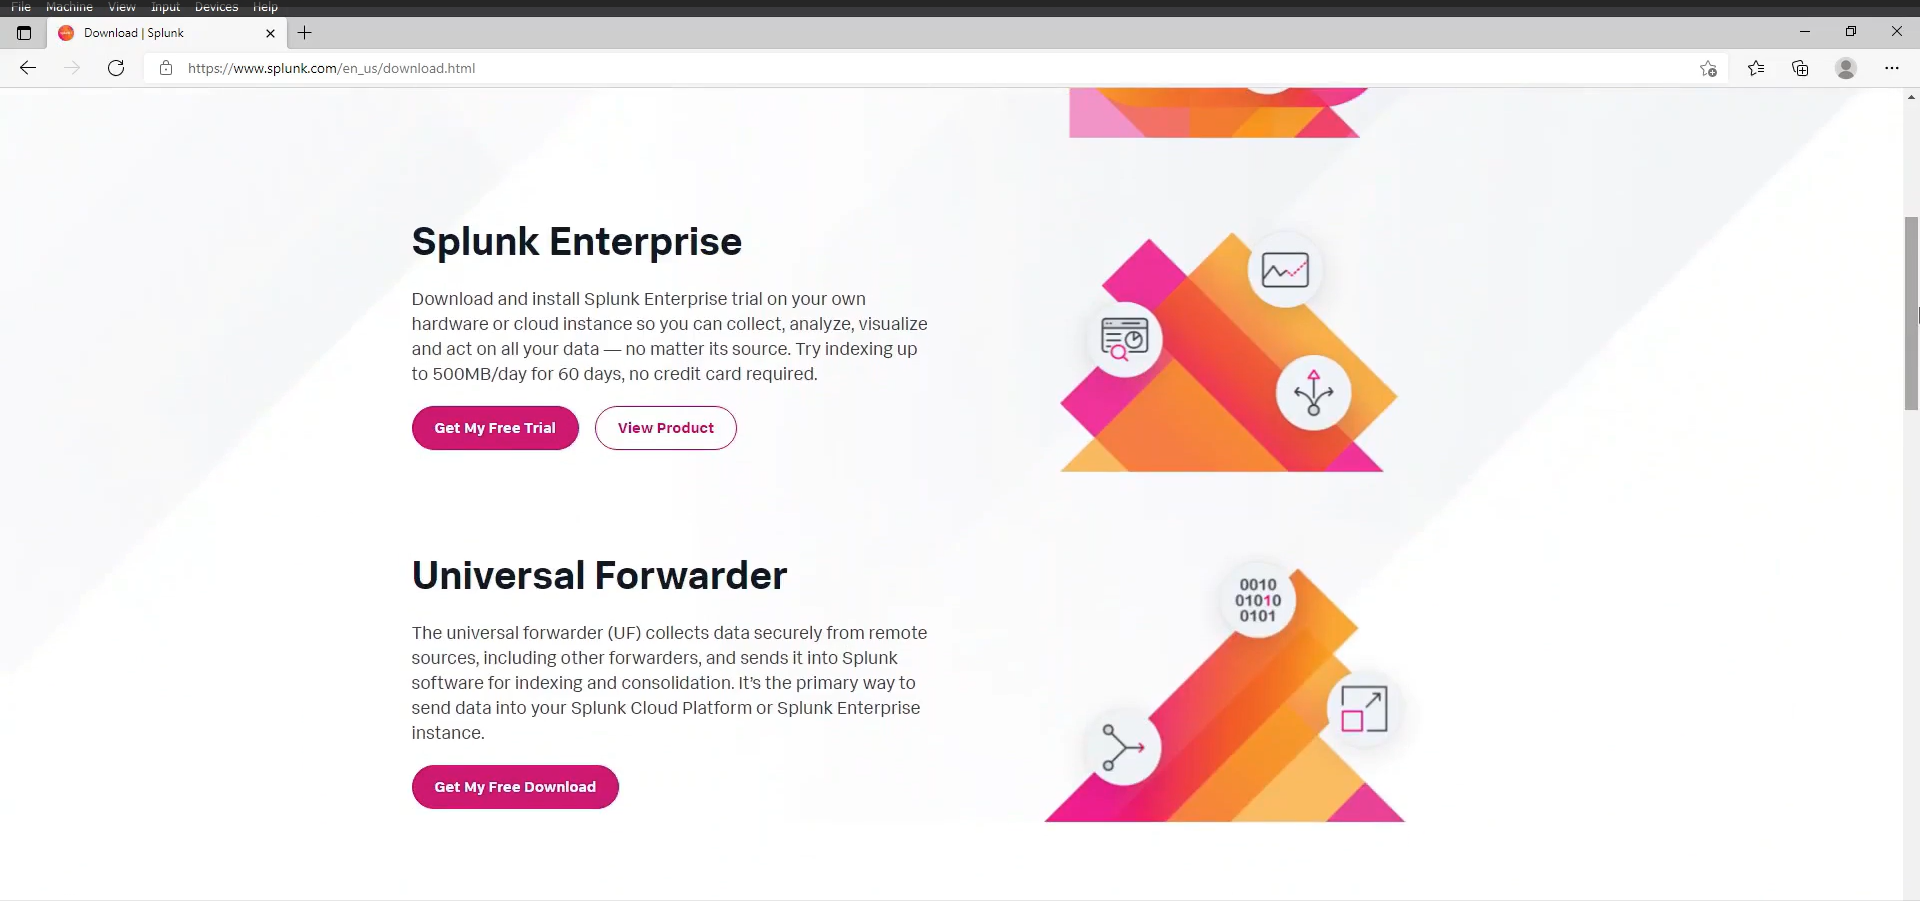 File Machine View Input Devices Help
Download | Splunk
https://www.splunk.com/en_us/download.html
Splunk Enterprise
Download and install Splunk Enterprise trial on your own
hardware or cloud instance so you can collect, analyze, visualize
and act on all your data — no matter its source. Try indexing up
to 500MB/day for 60 days, no credit card required.
Get My Free Trial
View Product
Universal Forwarder
The universal forwarder (UF) collects data securely from remote
sources, including other forwarders, and sends it into Splunk
software for indexing and consolidation. It’s the primary way to
send data into your Splunk Cloud Platform or Splunk Enterprise
instance.
Get My Free Download
0010
01010
0101